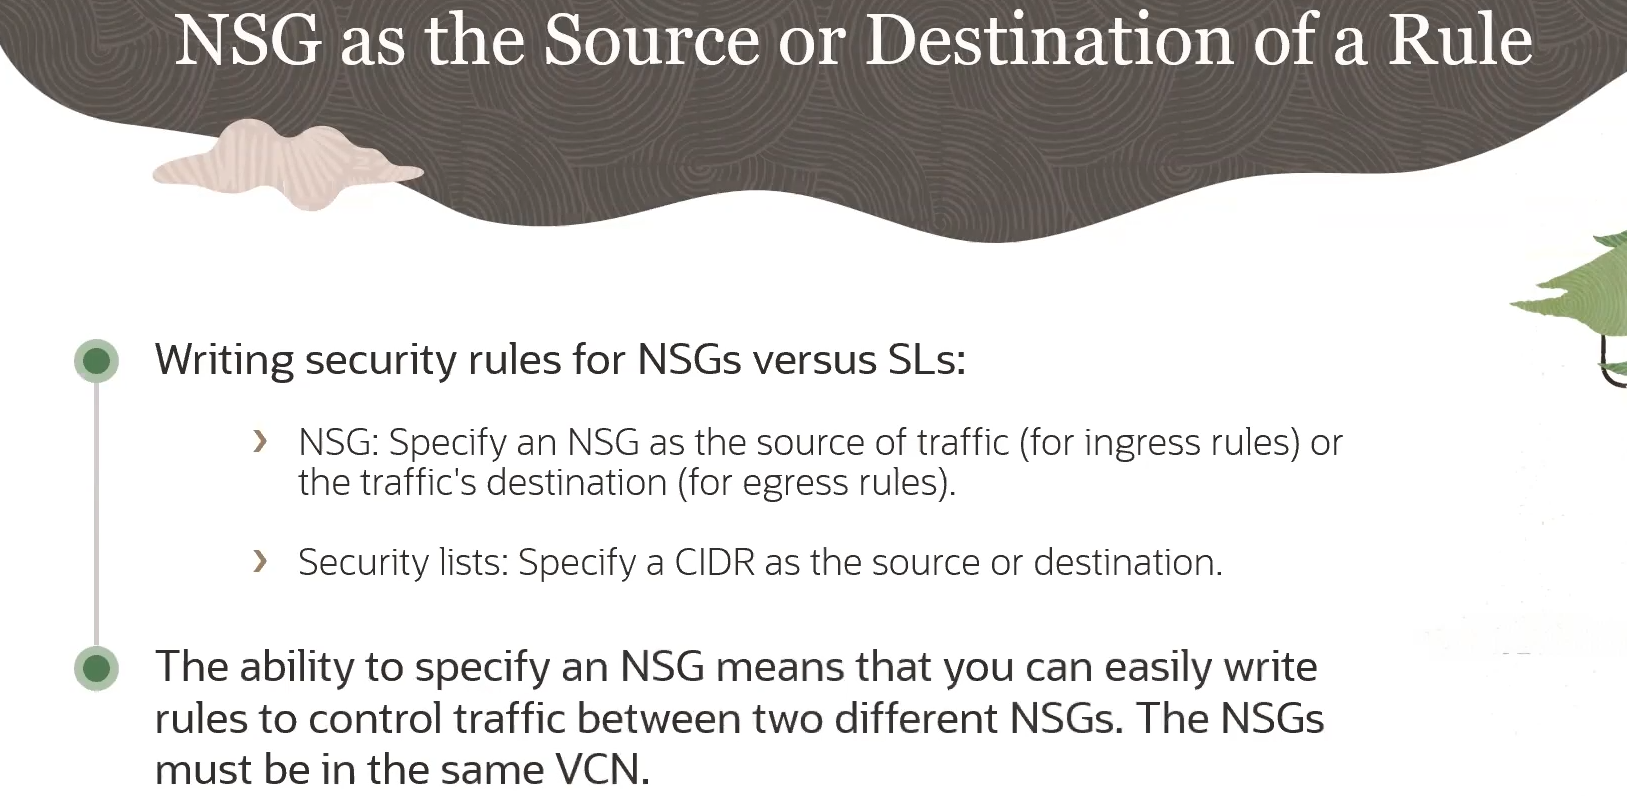 NSG as the Source or Destination of a Rule
Writing security rules for NSGs versus SLs:
› NSG: Specify an NSG as the source of traffic (for ingress rules) or
the traffic's destination (for egress rules).
› Security lists: Specify a CIDR as the source or destination.
The ability to specify an NSG means that you can easily write
rules to control traffic between two different NSGs. The NSGs
must be in the same VCN.